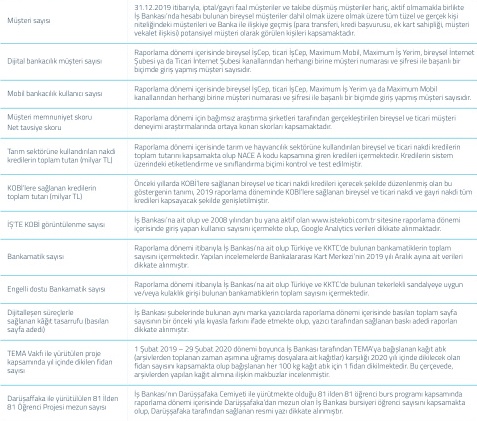 Müşteri sayısı
31.12.2019 itibarıyla, iptal/gayri faal müşteriler ve takibe düşmüş müşteriler hariç, aktif olmamakla birlikte
İş Bankası'nda hesabı bulunan bireysel müşteriler dahil olmak üzere olmak üzere tüm tüzel ve gerçek kişi
niteliğindeki müşterileri ve Banka ile ilişkiye geçmiş (para transferi, kredi başvurusu, ek kart sahipliği, müşteri
vekalet ilişkisi) potansiyel müşteri olarak görülen kişileri kapsamaktadır.
Dijital bankacılık müşteri sayısı
Raporlama dönemi içerisinde bireysel İşCep, ticari İşCep, Maximum Mobil, Maximum İş Yerim, bireysel İnternet
Şubesi ya da Ticari İnternet Şubesi kanallarından herhangi birine müşteri numarası ve şifresi ile başarılı bir
biçimde giriş yapmış müşteri sayısıdır.
Mobil bankacılık kullanıcı sayısı
Raporlama dönemi içerisinde bireysel İşCep, ticari İşCep, Maximum İş Yerim ya da Maximum Mobil
kanallarından herhangi birine müşteri numarası ve şifresi ile başarılı bir biçimde giriş yapmış müşteri sayısıdır.
Müşteri memnuniyet skoru
Net tavsiye skoru
Raporlama dönemi için bağımsız araştırma şirketleri tarafından gerçekleştirilen bireysel ve ticari müşteri
deneyimi araştırmalarında ortaya konan skorları kapsamaktadır.
Tarım sektörüne kullandırılan nakdi
kredilerin toplam tutarı (milyar TL)
Raporlama dönemi içerisinde tarım ve hayvancılık sektörüne kullandırılan bireysel ve ticari nakdi kredilerin
toplam tutarını kapsamakta olup NACE A kodu kapsamına giren kredileri içermektedir. Kredilerin sistem
üzerindeki etiketlendirme ve sınıflandırma biçimi kontrol ve test edilmiştir.
KOBİ'lere sağlanan kredilerin
toplam tutarı (milyar TL)
Önceki yıllarda KOBİ'lere sağlanan bireysel ve ticari nakdi kredileri içerecek şekilde düzenlenmiş olan bu
göstergenin tanımı, 2019 raporlama döneminde KOBİ'lere sağlanan bireysel ve ticari nakdi ve gayri nakdi tüm
kredileri kapsayacak şekilde genişletilmiştir.
İŞ'TE KOBİ görüntülenme sayısı
İş Bankası'na ait olup ve 2008 yılından bu yana aktif olan www.istekobi.com.tr sitesine raporlama dönemi
içerisinde giriş yapan kullanıcı sayısını içermekte olup, Google Analytics verileri dikkate alınmaktadır.
Bankamatik sayısı
Raporlama dönemi itibarıyla İş Bankası'na ait olup Türkiye ve KKTC'de bulunan bankamatiklerin toplam
sayısını içermektedir. Yapılan incelemelerde Bankalararası Kart Merkezi'nin 2019 yılı Aralık ayına ait verileri
dikkate alınmıştır.
Engelli dostu Bankamatik sayısı
Raporlama dönemi itibarıyla İş Bankası'na ait olup Türkiye ve KKTC'de bulunan tekerlekli sandalyeye uygun
ve/veya kulaklık girişi bulunan bankamatiklerin toplam sayısını içermektedir.
Dijitalleşen süreçlerle
sağlanan kâğıt tasarrufu (basılan
sayfa adedi)
İş Bankası şubelerinde bulunan aynı marka yazıcılarda raporlama dönemi içerisinde basılan toplam sayfa
sayısının bir önceki yıla kıyasla farkını ifade etmekte olup, yazıcı tarafından sağlanan baskı adedi raporları
dikkate alınmıştır.
TEMA Vakfı ile yürütülen proje
kapsamında yıl içinde dikilen fidan
sayısı
1 Şubat 2019 – 29 Şubat 2020 dönemi boyunca İş Bankası tarafından TEMA'ya bağışlanan kağıt atık
(arşivlerden toplanan zaman aşımına uğramış dosyalara ait kağıtlar) karşılığı 2020 yılı içinde dikilecek olan
fidan sayısını kapsamakta olup bağışlanan her 100 kg kağıt atık için 1 fidan dikilmektedir. Bu çerçevede,
arşivlerden yapılan kağıt alımına ilişkin makbuzlar incelenmiştir.
Darüşşafaka ile yürütülülen 81 İlden
81 Öğrenci Projesi mezun sayısı
İş Bankası'nın Darüşşafaka Cemiyeti ile yürütmekte olduğu 81 ilden 81 öğrenci burs programı kapsamında
raporlama dönemi içerisinde Darüşşafaka'dan mezun olan İş Bankası bursiyeri öğrenci sayısını kapsamakta
olup, Darüşşafaka tarafından sağlanan resmi yazı dikkate alınmıştır.